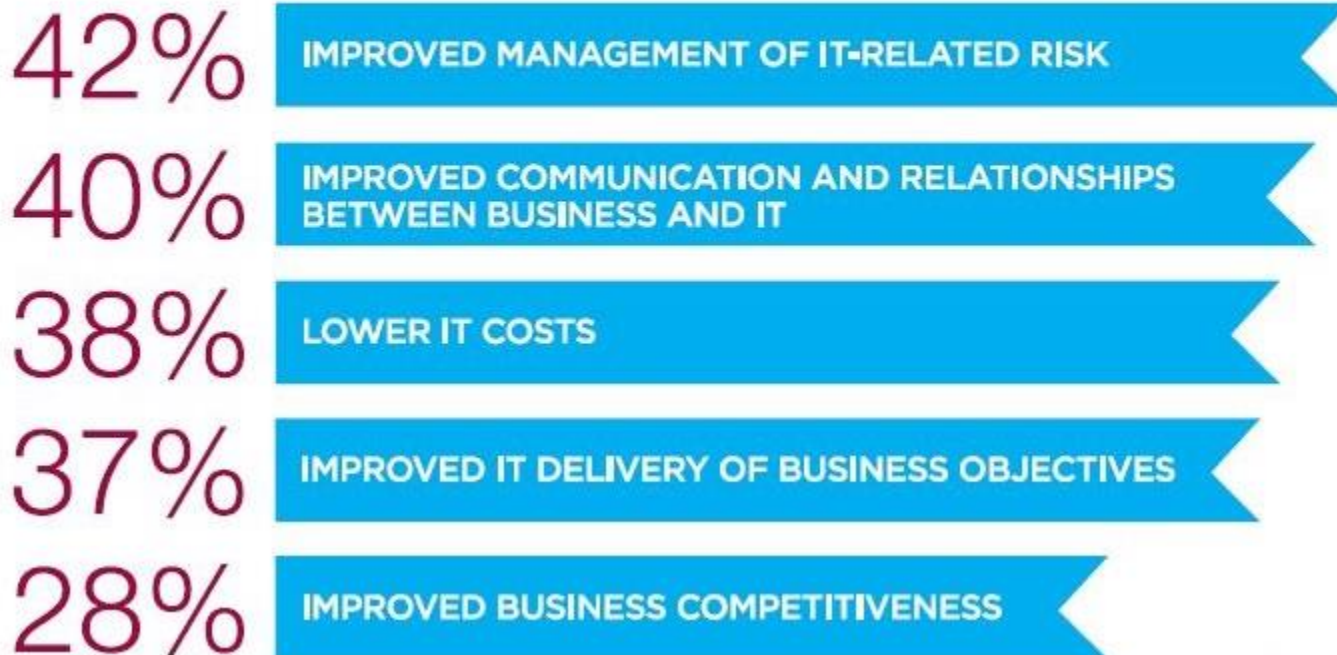 42%
IMPROVED MANAGEMENT OF IT-RELATED RISK
40%
IMPROVED COMMUNICATION AND RELATIONSHIPS
BETWEEN BUSINESS AND IT
38%
LOWER IT COSTS
37%
IMPROVED IT DELIVERY OF BUSINESS OBJECTIVES
28%
IMPROVED BUSINESS COMPETITIVENESS